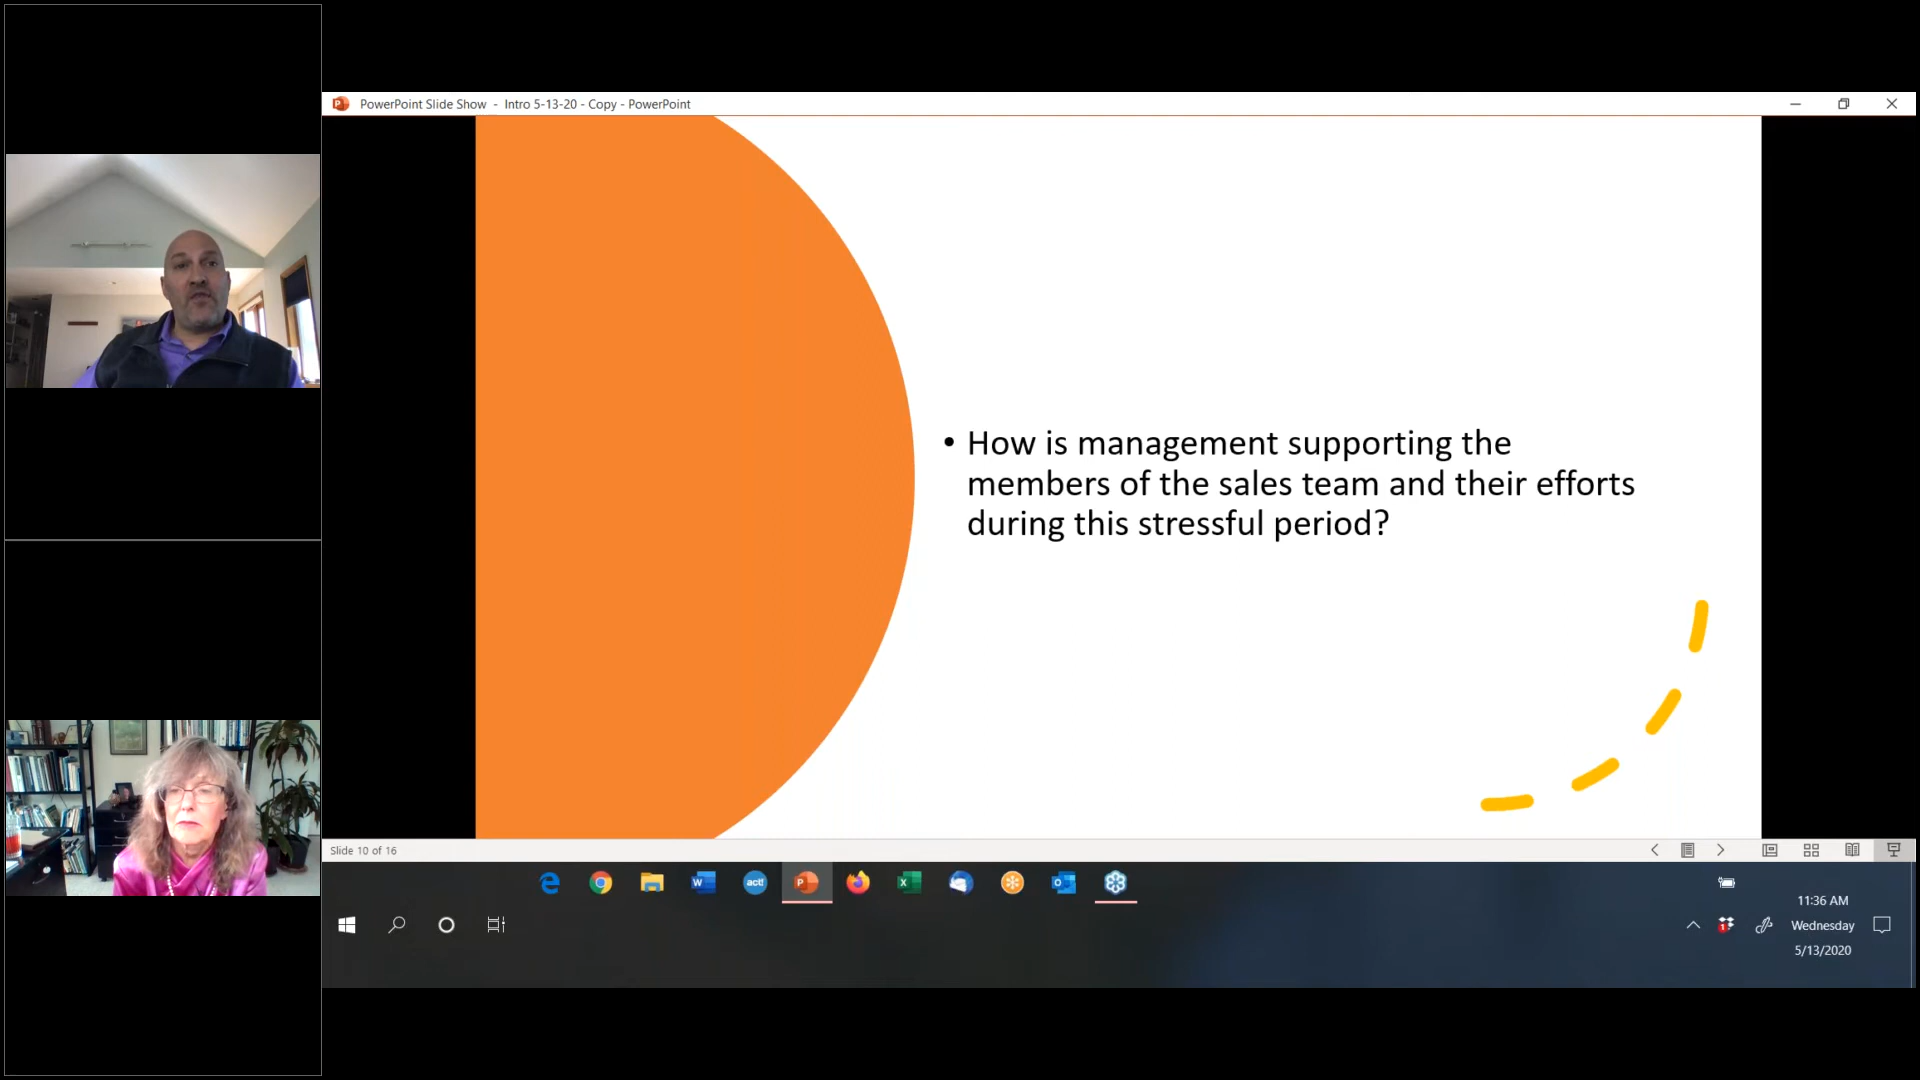 PowerPoint Slide Show - Intro 5-13-20 - Copy - PowerPoint
• How is management supporting the
members of the sales team and their efforts
during this stressful period?
Slide 10 of 16
act!
11:36 AM
Wednesday
5/13/2020